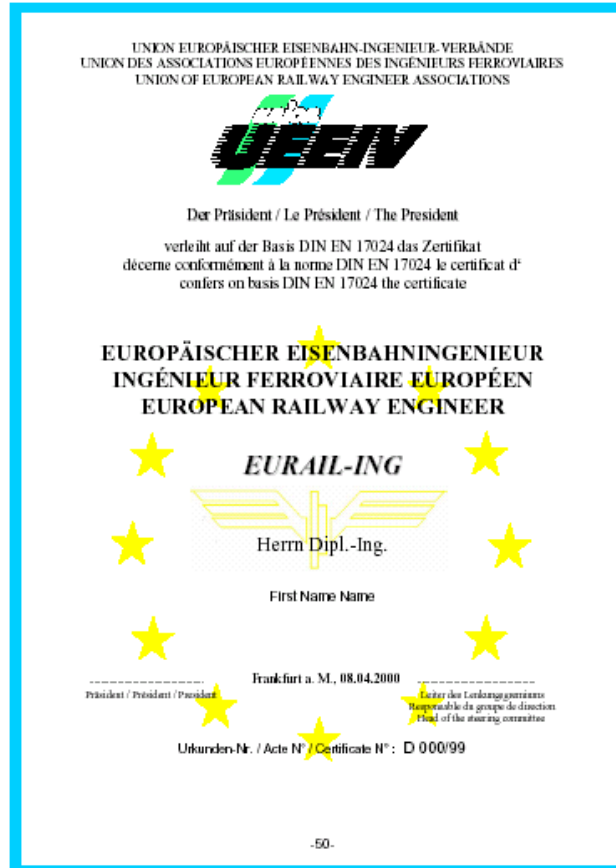 UNION EUROPÄISCHER EISENBAHN-INGENIEUR-VERBÄNDE
UNION DES ASSOCIATIONS EUROPÉENNES DES INGÉNIEURS FERROVIAIRES
UNION OF EUROPEAN RAILWAY ENGINEER ASSOCIATIONS
UEEIV
Der Präsident / Le Président / The President
verleiht auf der Basis DIN EN 17024 das Zertifikat
décerne conformément à la norme DIN EN 17024 le certificat d‘
confers on basis DIN EN 17024 the certificate
EUROPÄISCHER EISENBAHNINGENIEUR
INGÉNIEUR FERROVIAIRE EUROPÉEN
EUROPEAN RAILWAY ENGINEER
EURAIL-ING
Herrn Dipl.-Ing.
First Name Name
Frankfurt a. M., 08.04.2000
Präsident / Président / President
Leiter des Lenkungsgremiums
Responsable du groupe de direction
Head of the steering committee
Urkunden-Nr. / Acte N° / Certificate N° : D 000/99
-50-